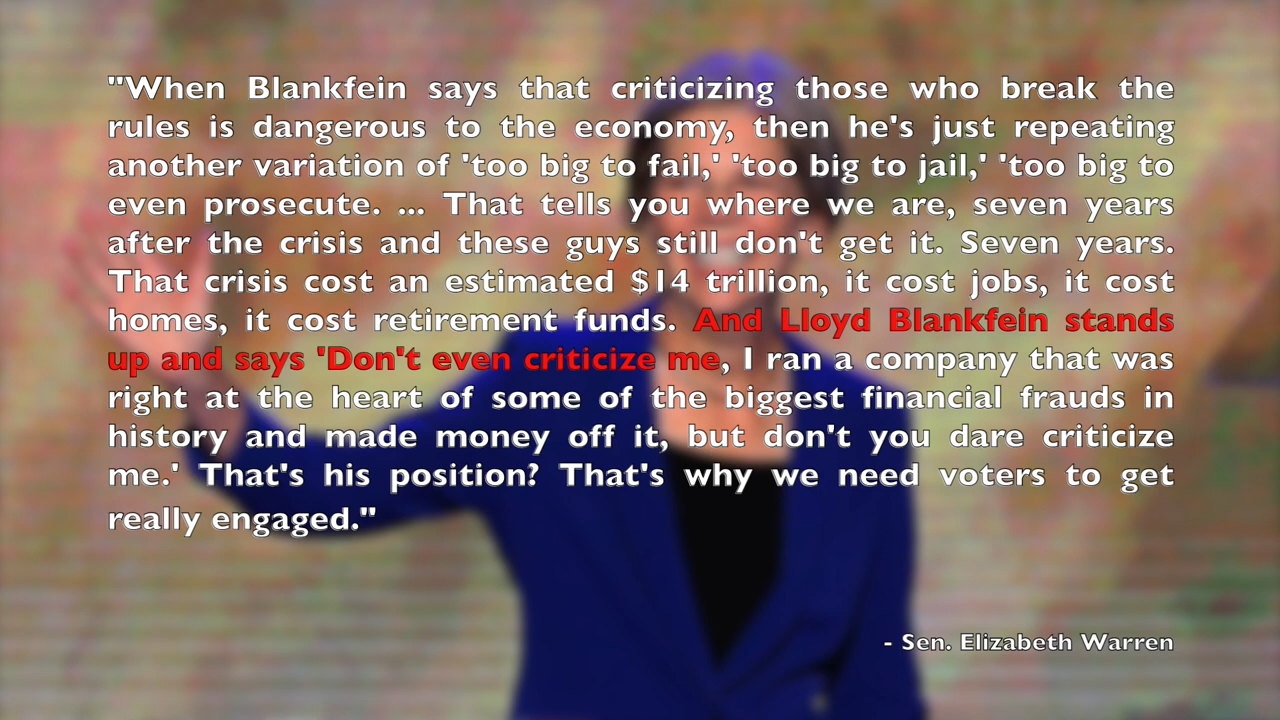 "When Blankfein says that criticizing those who break the
rules is dangerous to the economy, then he's just repeating
another variation of 'too big to fail,' 'too big to jail,' 'too big to
even prosecute. ... That tells you where we are, seven years
after the crisis and these guys still don't get it. Seven years.
That crisis cost an estimated $14 trillion, it cost jobs, it cost
homes, it cost retirement funds. And Lloyd Blankfein stands
up and says 'Don't even criticize me, I ran a company that was
right at the heart of some of the biggest financial frauds in
history and made money off it, but don't you dare criticize
me.' That's his position? That's why we need voters to get
really engaged."
- Sen. Elizabeth Warren